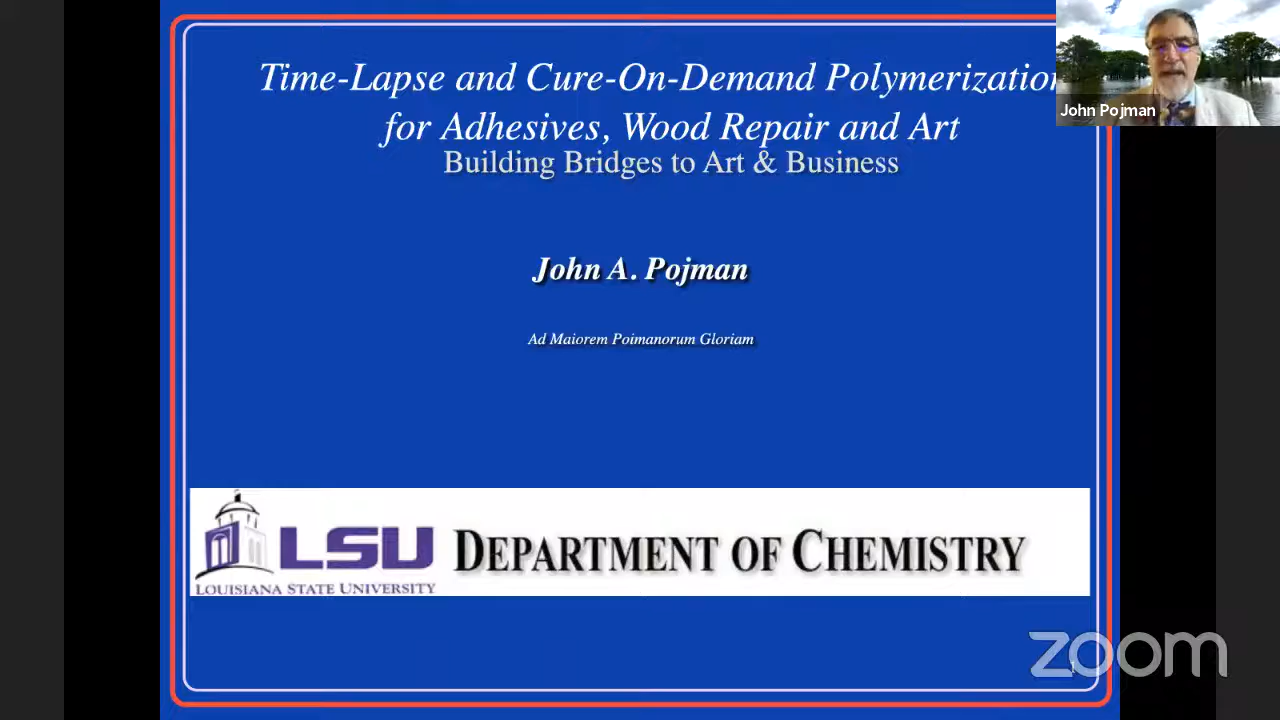 Time-Lapse and Cure-On-Demand Polymerization
for Adhesives, Wood Repair and Art
Building Bridges to Art & Business
John Pojman
John A. Pojman
Ad Maiorem Poimanorum Gloriam
LSU DEPARTMENT OF CHEMISTRY
LOUISIANA STATE UNIVERSITY
zoom
1